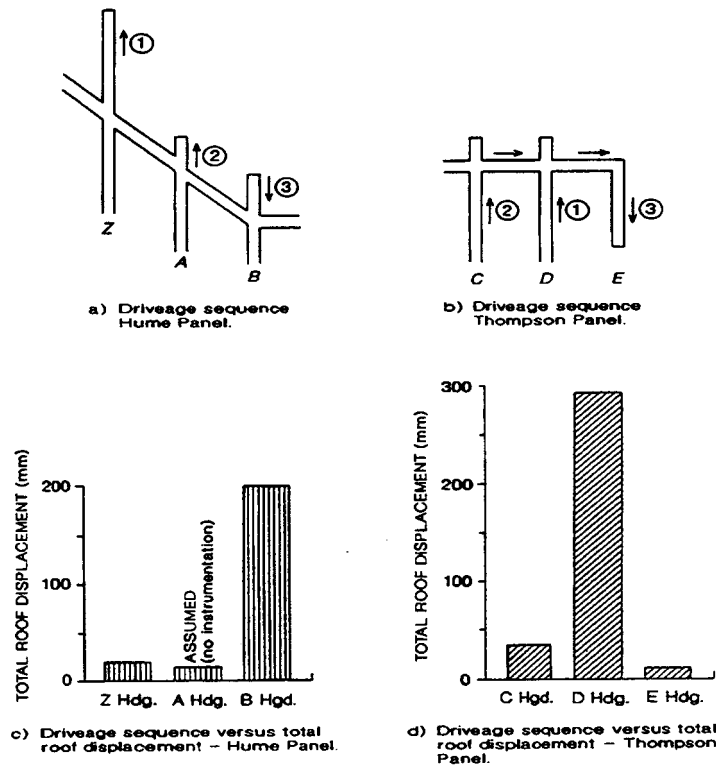 ①
②
③
Z
A
B
a) Driveage sequence
Hume Panel.
②
①
③
C
D
E
b) Driveage sequence
Thompson Panel.
TOTAL ROOF DISPLACEMENT (mm)
200
100
0
ASSUMED
(no instrumentation)
Z Hdg.
A Hdg.
B Hgd.
c) Driveage sequence versus total
roof displacement – Hume Panel.
TOTAL ROOF DISPLACEMENT (mm)
300
200
100
0
C Hgd.
D Hdg.
E Hdg.
d) Driveage sequence versus total
roof displacement – Thompson
Panel.